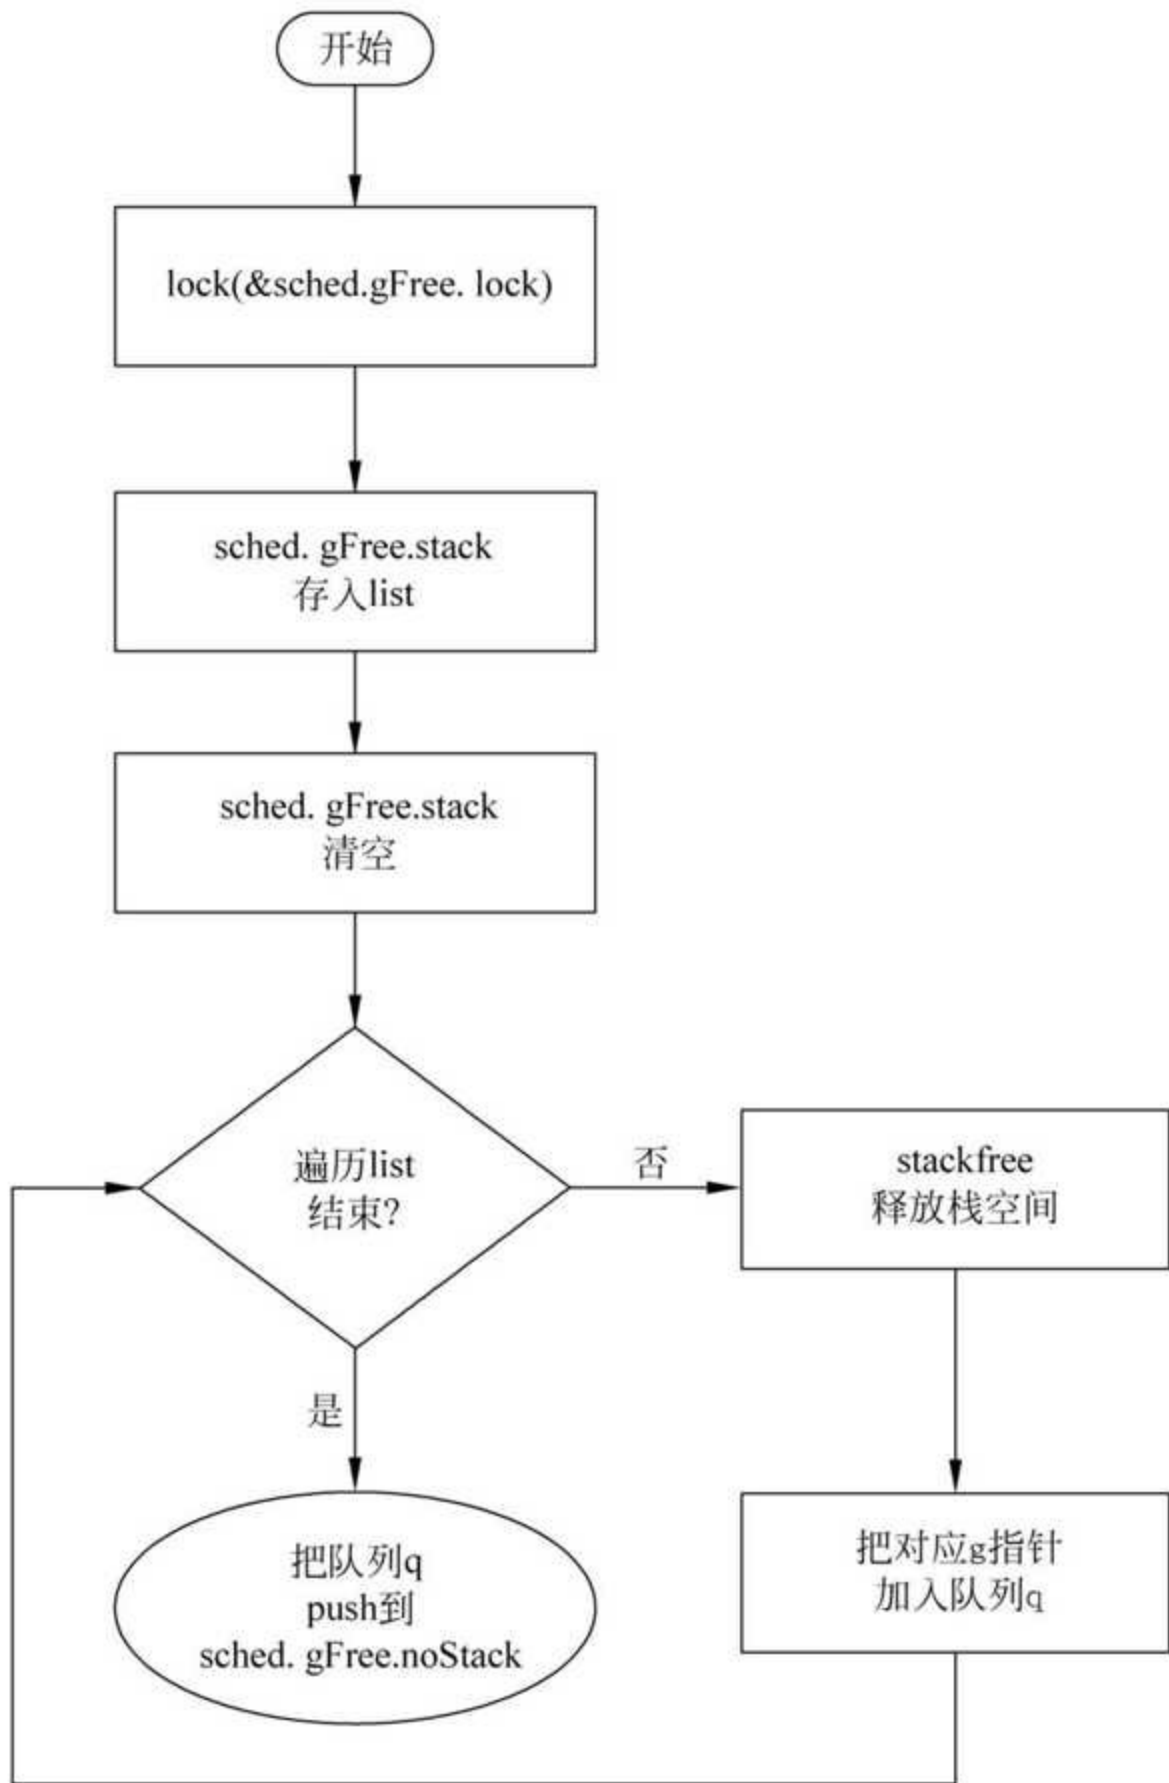 开始
lock(&sched.gFree. lock)
sched. gFree.stack
存入list
sched. gFree.stack
清空
遍历list
结束?
否
stackfree
释放栈空间
是
把队列q
push到
sched. gFree.noStack
把对应g指针
加入队列q